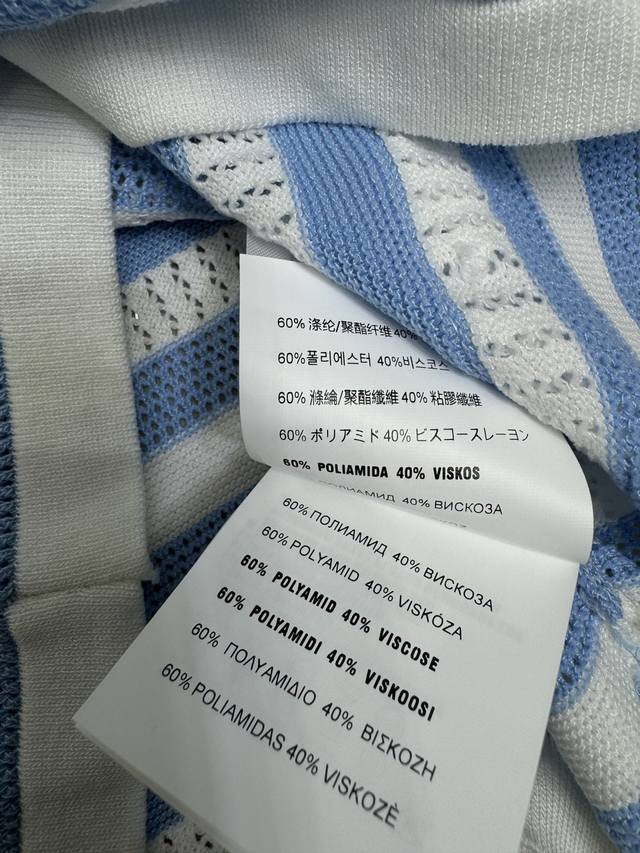 60% 涤纶/聚酯纤维 40%
60%폴리에스터 40%비스코스
60% 滌綸/聚酯纖維 40% 粘膠纖維
60% ポリアミド 40% ビスコースレーヨン
60% POLIAMIDA 40% VISKOS
ПОЛИАМИД 40% ВИСКОЗА
60% ПОЛИАМИД 40% ВИСКОЗА
60% POLYAMID 40% VISKÓZA
60% POLYAMID 40% VISCOSE
60% POLYAMIDI 40% VISKOOSI
60% ΠΟΛΥΑΜΙΔΙΟ 40% ΒΙΣΚΟΖΗ
60% POLIAMIDAS 40% VISKOZĖ